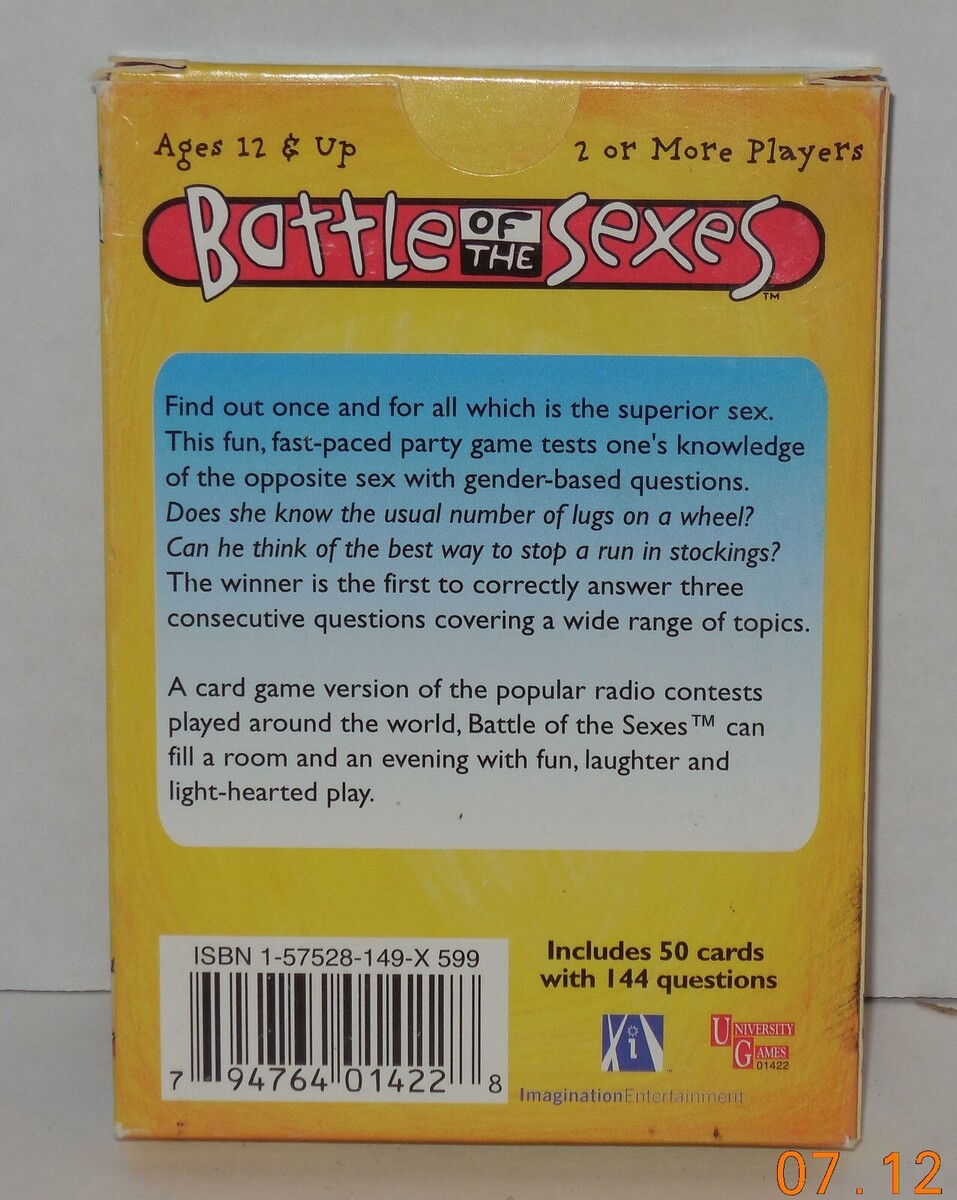 Ages 12 & Up
2 or More Players
Battle OF THE Sexes™
Find out once and for all which is the superior sex.
This fun, fast-paced party game tests one's knowledge
of the opposite sex with gender-based questions.
Does she know the usual number of lugs on a wheel?
Can he think of the best way to stop a run in stockings?
The winner is the first to correctly answer three
consecutive questions covering a wide range of topics.
A card game version of the popular radio contests
played around the world, Battle of the Sexes™ can
fill a room and an evening with fun, laughter and
light-hearted play.
ISBN 1-57528-149-X 599
7 94764 01422 8
Includes 50 cards
with 144 questions
i
ImaginationEntertainment
UNIVERSITY
GAMES
01422
07.12